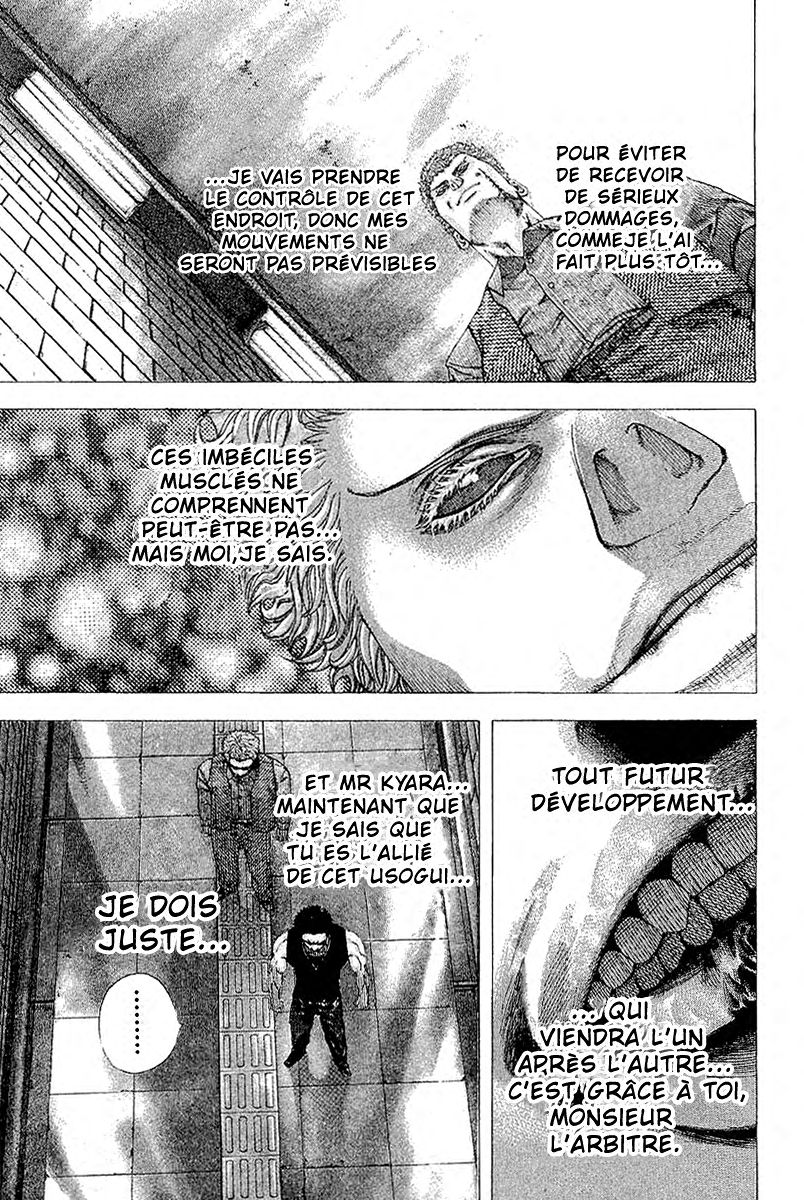 POUR ÉVITER
DE RECEVOIR
DE SÉRIEUX
DOMMAGES,
COMMEJE L'AI
FAIT PLUS TÔT...
...JE VAIS PRENDRE
LE CONTRÔLE DE CET
ENDROIT, DONC MES
MOUVEMENTS NE
SERONT PAS PRÉVISIBLES
CES IMBÉCILES
MUSCLÉS NE
COMPRENNENT
PEUT-ÊTRE PAS...
MAIS MOI,JE SAIS.
TOUT FUTUR
DÉVELOPPEMENT...
... QUI
VIENDRA L'UN
APRÈS L'AUTRE...
C'EST GRÂCE À TOI,
MONSIEUR
L'ARBITRE.
ET MR KYARA...
MAINTENANT QUE
JE SAIS QUE
TU ES L'ALLIÉ
DE CET USOGUI...
JE DOIS
JUSTE...
........